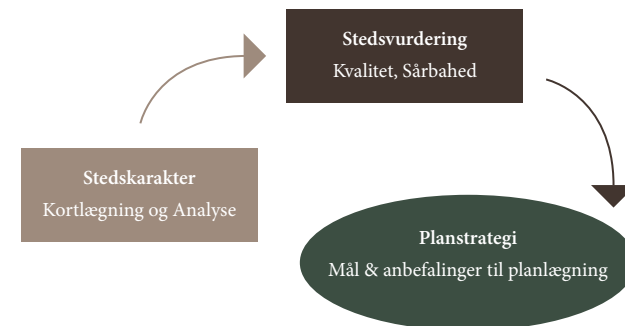 Stedsvurdering
Kvalitet, Sårbahed
Stedskarakter
Kortlægning og Analyse
Planstrategi
Mål & anbefalinger til planlægning